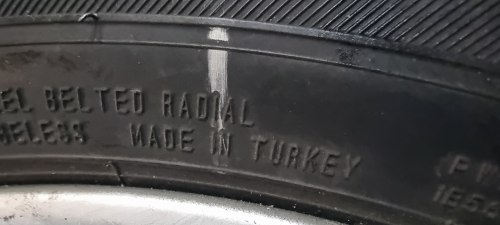 EL BELTED RADIAL
ELESS MADE IN TURKEY